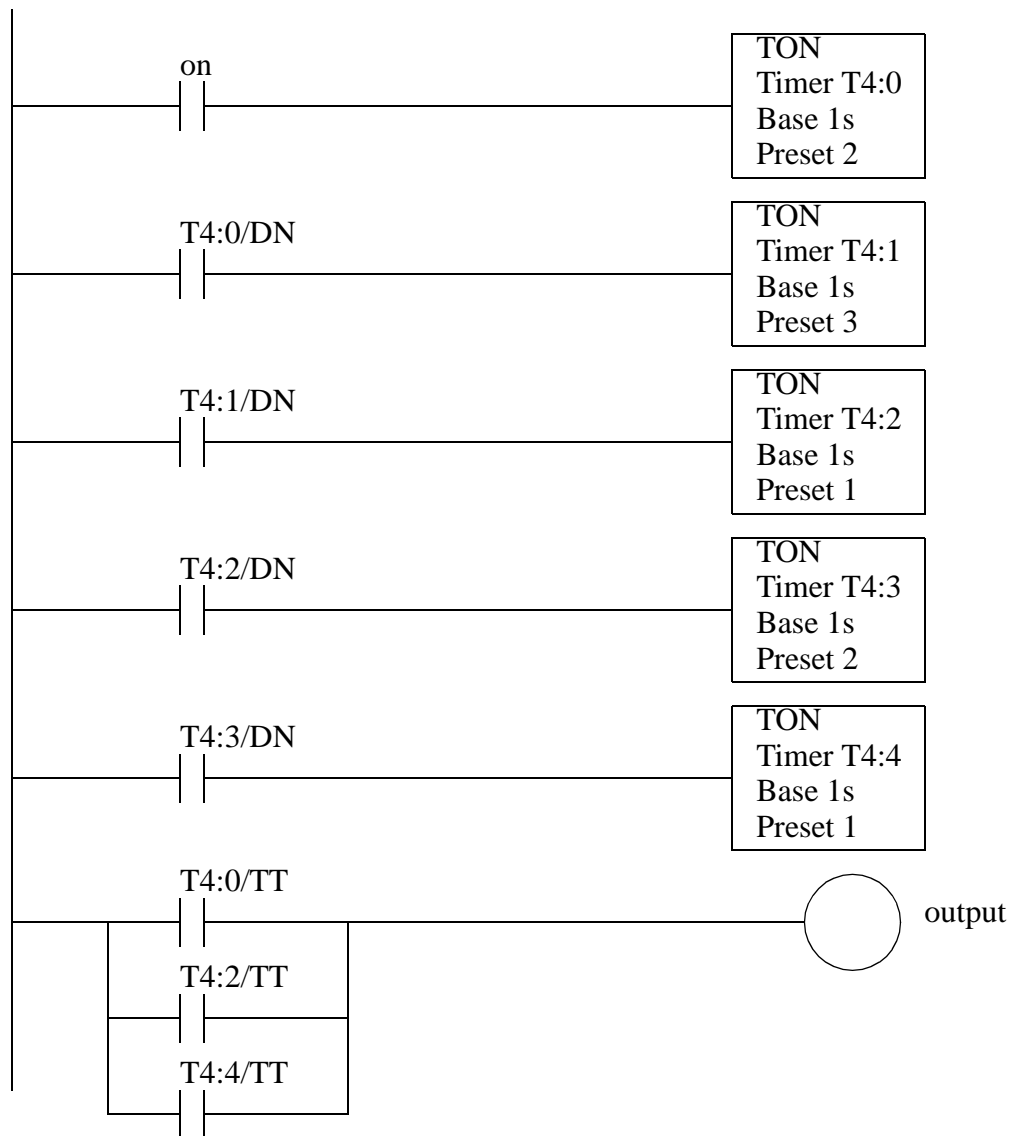 on
TON
Timer T4:0
Base 1s
Preset 2
T4:0/DN
TON
Timer T4:1
Base 1s
Preset 3
T4:1/DN
TON
Timer T4:2
Base 1s
Preset 1
T4:2/DN
TON
Timer T4:3
Base 1s
Preset 2
T4:3/DN
TON
Timer T4:4
Base 1s
Preset 1
T4:0/TT
output
T4:2/TT
T4:4/TT